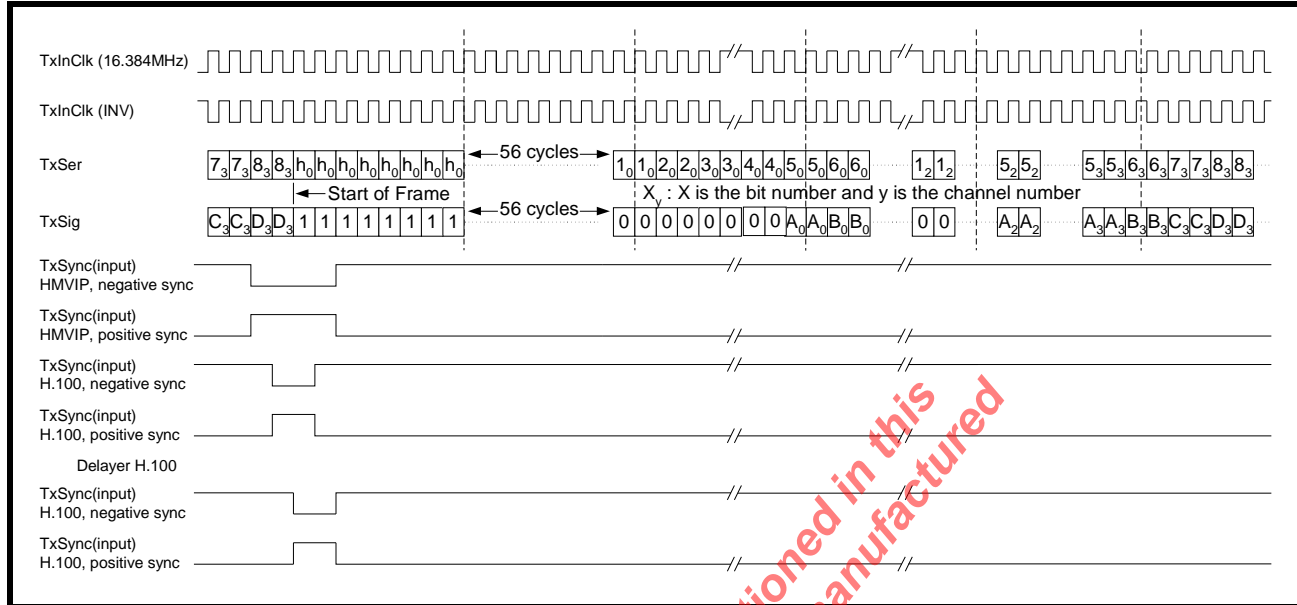 TxInClk (16.384MHz)
TxInClk (INV)
TxSer
7₃ 7₃ 8₃ 8₃ h₀ h₀ h₀ h₀ h₀ h₀ h₀ h₀ 56 cycles 1₀ 1₀ 2₀ 2₀ 3₀ 3₀ 4₀ 4₀ 5₀ 5₀ 6₀ 6₀ 1₂ 1₂ 5₂ 5₂ 5₃ 5₃ 6₃ 6₃ 7₃ 7₃ 8₃ 8₃
Start of Frame
Xᵧ : X is the bit number and y is the channel number
TxSig
C₃ C₃ D₃ D₃ 1 1 1 1 1 1 1 1 56 cycles 0 0 0 0 0 0 0 0 A₀ A₀ B₀ B₀ 0 0 A₂ A₂ A₃ A₃ B₃ B₃ C₃ C₃ D₃ D₃
TxSync(input)
HMVIP, negative sync
TxSync(input)
HMVIP, positive sync
TxSync(input)
H.100, negative sync
TxSync(input)
H.100, positive sync
Delayer H.100
TxSync(input)
H.100, negative sync
TxSync(input)
H.100, positive sync
in this